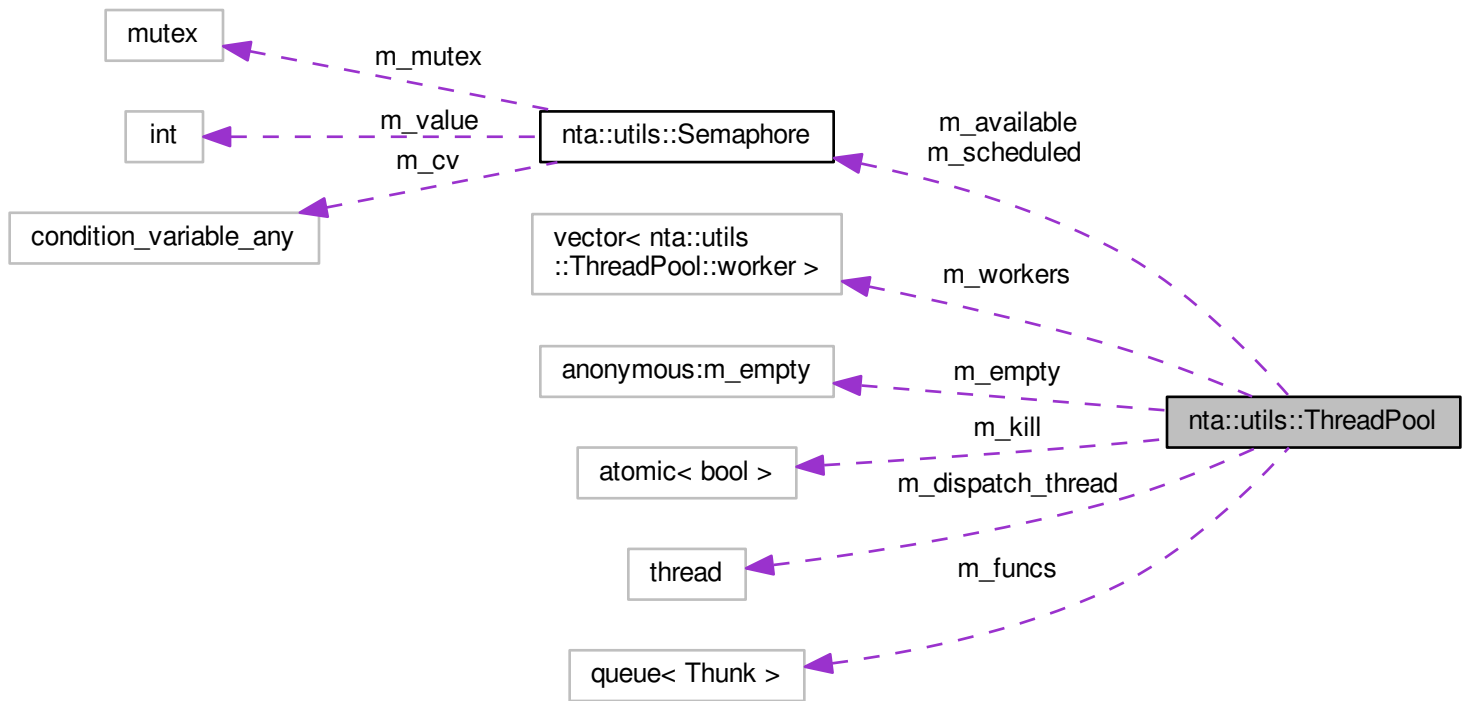 mutex
m_mutex
int
m_value
nta::utils::Semaphore
m_available
m_scheduled
m_cv
condition_variable_any
vector< nta::utils
::ThreadPool::worker >
m_workers
anonymous:m_empty
m_empty
nta::utils::ThreadPool
m_kill
atomic< bool >
m_dispatch_thread
thread
m_funcs
queue< Thunk >